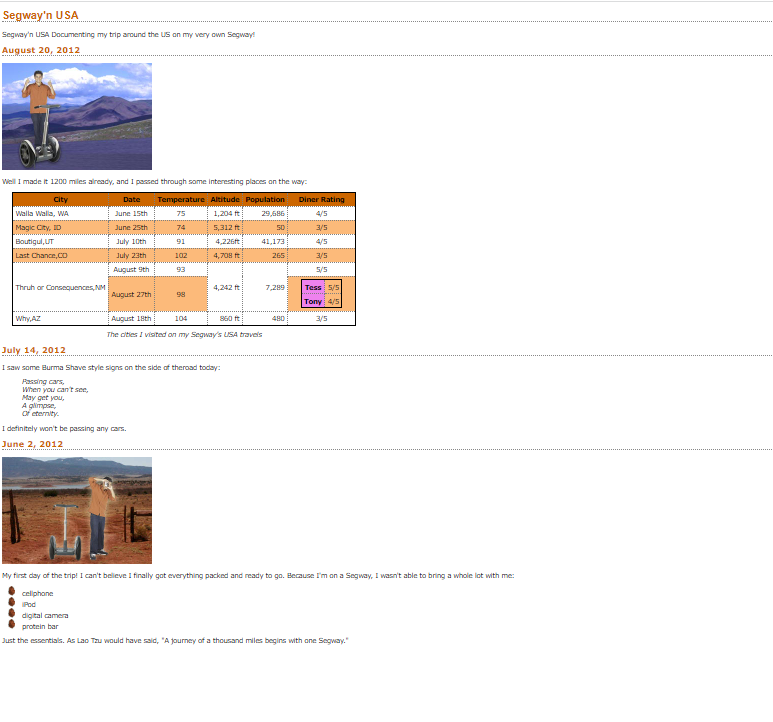 Segway'n USA
Segway'n USA Documenting my trip around the US on my very own Segway!
August 20, 2012
Well I made it 1200 miles already, and I passed through some interesting places on the way:
City Date Temperature Altitude Population Diner Rating
Walla Walla, WA June 15th 75 1,204 ft 29,686 4/5
Magic City, ID June 25th 74 5,312 ft 50 3/5
Boutiqul,UT July 10th 91 4,226ft 41,173 4/5
Last Chance,CO July 23th 102 4,708 ft 265 3/5
August 9th 93 5/5
Thruh or Consequences,NM August 27th 98 4,242 ft 7,289 Tess 5/5
Tony 4/5
Why,AZ August 18th 104 860 ft 480 3/5
The cities I visited on my Segway's USA travels
July 14, 2012
I saw some Burma Shave style signs on the side of theroad today:
Passing cars,
When you can't see,
May get you,
A glimpse,
Of eternity.
I definitely won't be passing any cars.
June 2, 2012
My first day of the trip! I can't believe I finally got everything packed and ready to go. Because I'm on a Segway, I wasn't able to bring a whole lot with me:
cellphone
iPod
digital camera
protein bar
Just the essentials. As Lao Tzu would have said, "A journey of a thousand miles begins with one Segway."